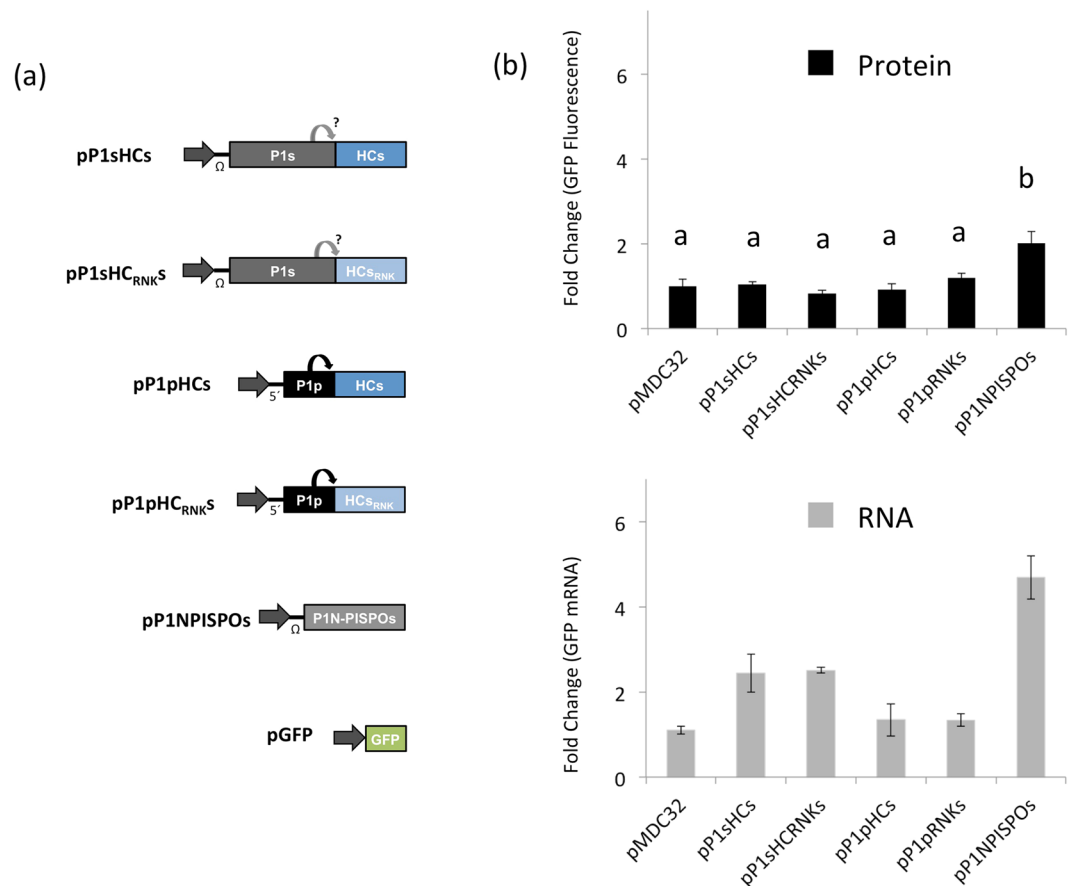 (a)
pP1sHCs
Ω
P1s
?
HCs
pP1sHCRNKs
Ω
P1s
?
HCsRNK
pP1pHCs
5´
P1p
HCs
pP1pHCRNKs
5´
P1p
HCsRNK
pP1NPISPOs
Ω
P1N-PISPOs
pGFP
GFP
(b)
Fold Change (GFP Fluorescence)
6
4
2
0
Protein
a
a
a
a
a
b
pMDC32
pP1sHCs
pP1sHCRNKs
pP1pHCs
pP1pRNKs
pP1NPISPOs
Fold Change (GFP mRNA)
6
4
2
0
RNA
pMDC32
pP1sHCs
pP1sHCRNKs
pP1pHCs
pP1pRNKs
pP1NPISPOs